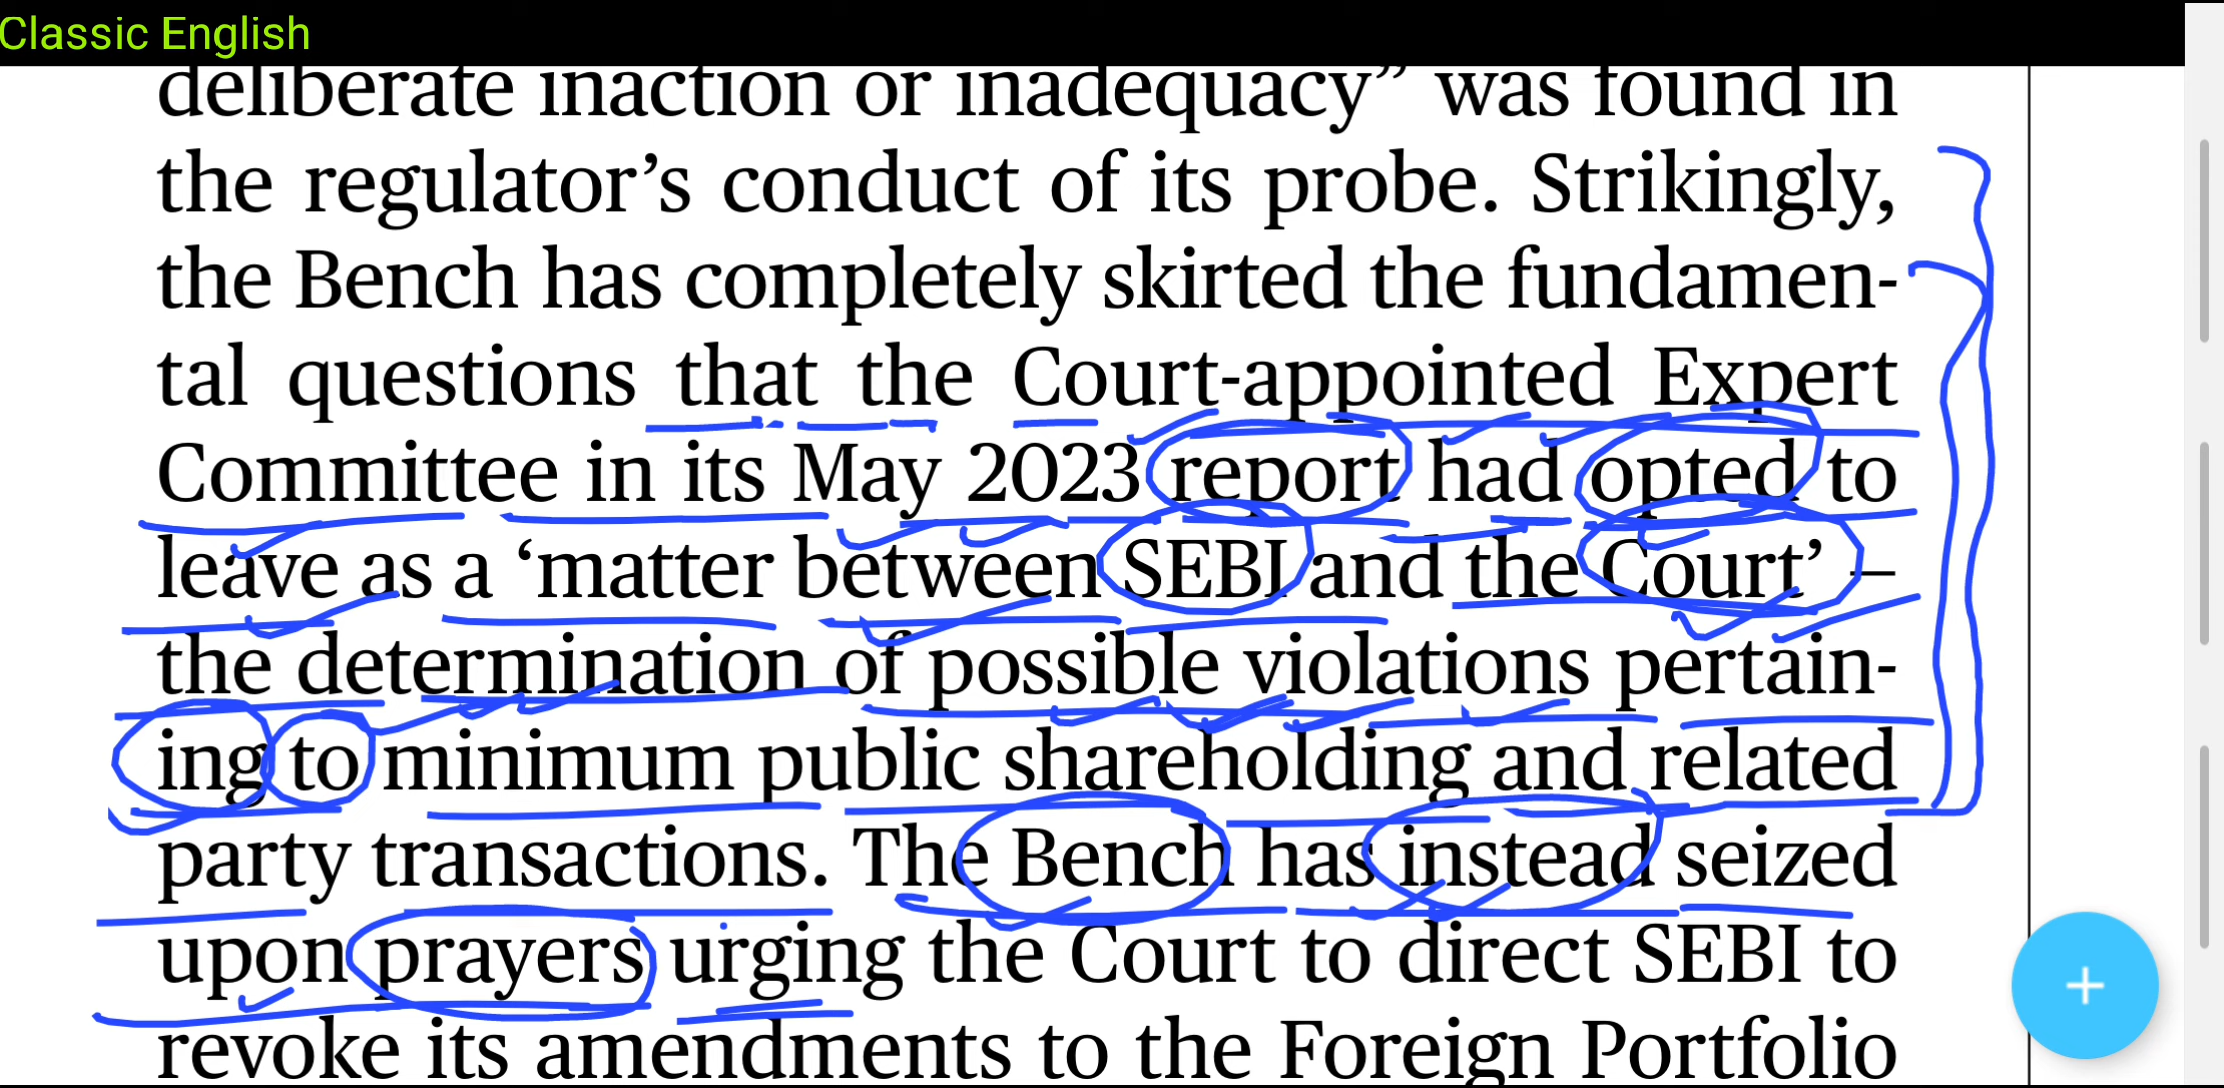 Classic English
deliberate inaction or inadequacy” was found in
the regulator’s conduct of its probe. Strikingly,
the Bench has completely skirted the fundamen-
tal questions that the Court-appointed Expert
Committee in its May 2023 report had opted to
leave as a ‘matter between SEBI and the Court’ –
the determination of possible violations pertain-
ing to minimum public shareholding and related
party transactions. The Bench has instead seized
upon prayers urging the Court to direct SEBI to
revoke its amendments to the Foreign Portfolio